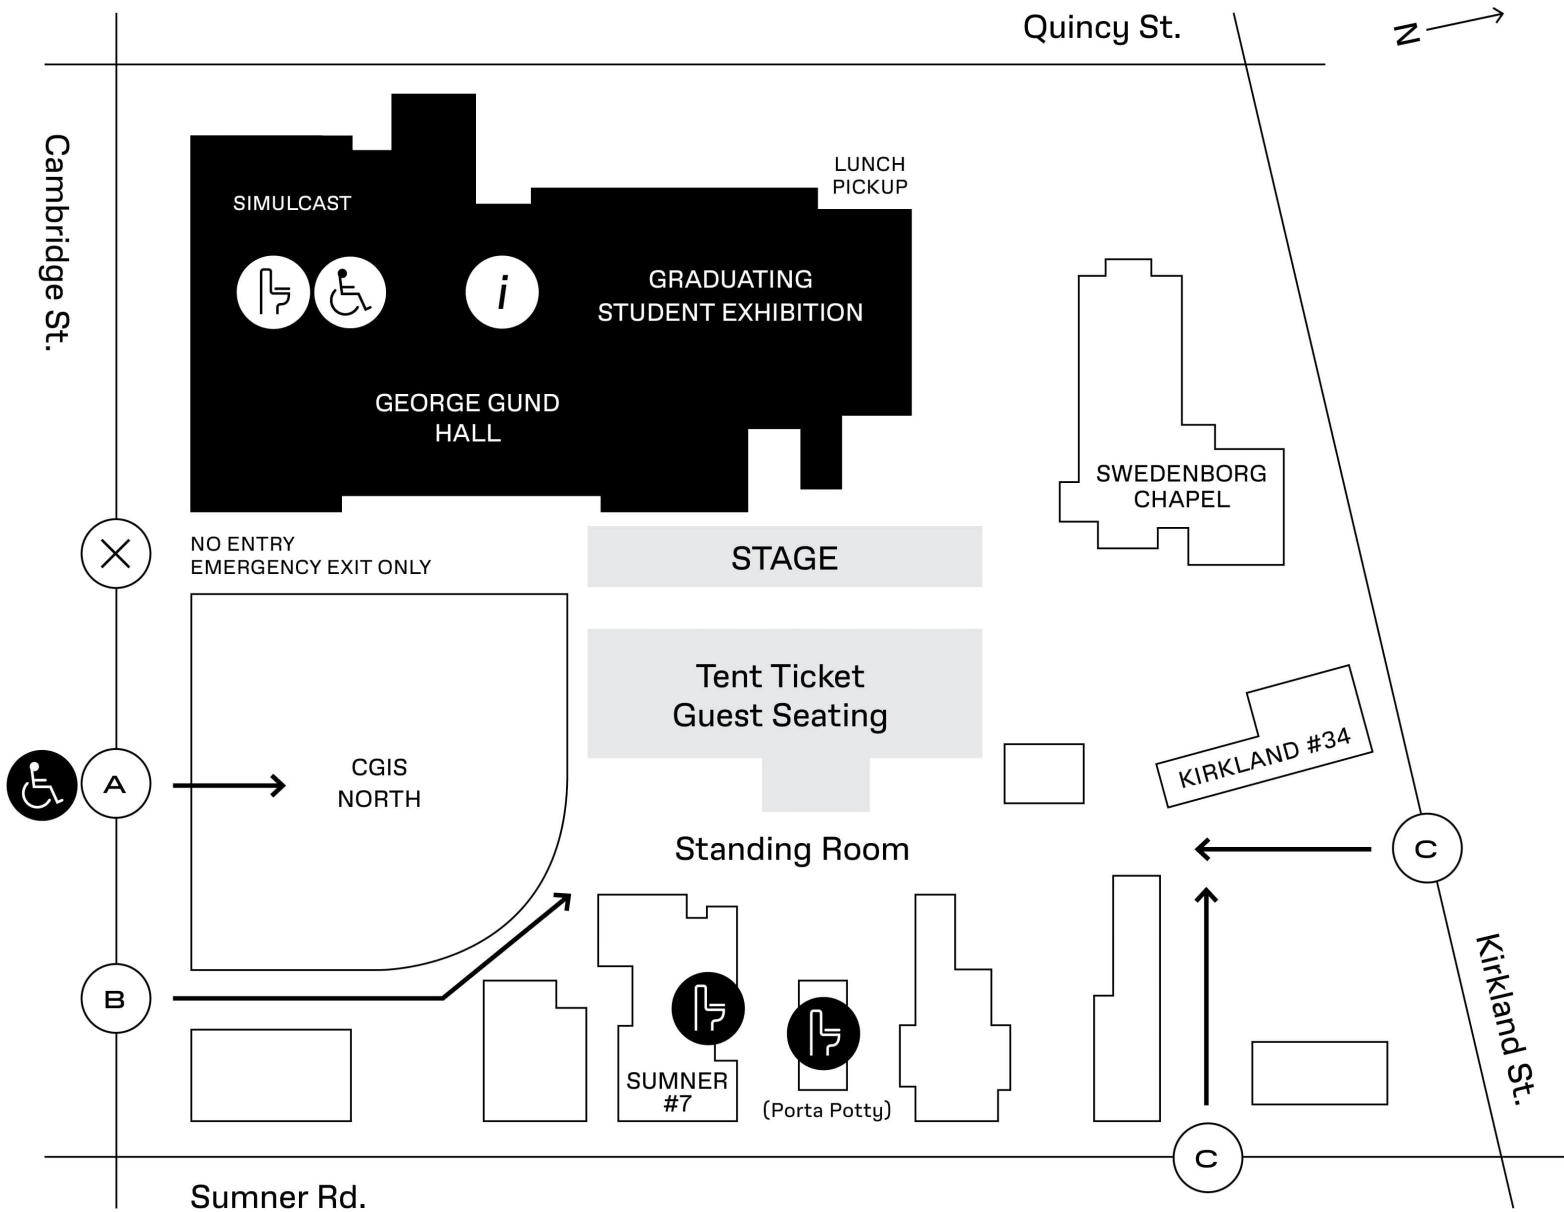 Quincy St.
N
Cambridge St.
LUNCH
PICKUP
SIMULCAST
i
GRADUATING
STUDENT EXHIBITION
GEORGE GUND
HALL
SWEDENBORG
CHAPEL
NO ENTRY
EMERGENCY EXIT ONLY
STAGE
Tent Ticket
Guest Seating
KIRKLAND #34
A
CGIS
NORTH
Standing Room
C
B
Kirkland St.
SUMNER
#7
(Porta Potty)
C
Sumner Rd.